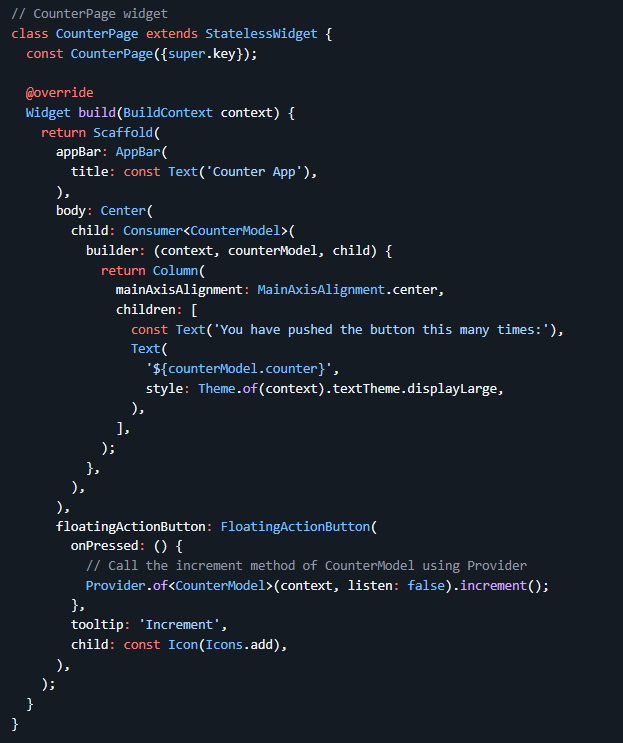 // CounterPage widget
class CounterPage extends StatelessWidget {
  const CounterPage({super.key});

  @override
  Widget build(BuildContext context) {
    return Scaffold(
      appBar: AppBar(
        title: const Text('Counter App'),
      ),
      body: Center(
        child: Consumer<CounterModel>(
          builder: (context, counterModel, child) {
            return Column(
              mainAxisAlignment: MainAxisAlignment.center,
              children: [
                const Text('You have pushed the button this many times:'),
                Text(
                  '${counterModel.counter}',
                  style: Theme.of(context).textTheme.displayLarge,
                ),
              ],
            );
          },
        ),
      ),
      floatingActionButton: FloatingActionButton(
        onPressed: () {
          // Call the increment method of CounterModel using Provider
          Provider.of<CounterModel>(context, listen: false).increment();
        },
        tooltip: 'Increment',
        child: const Icon(Icons.add),
      ),
    );
  }
}